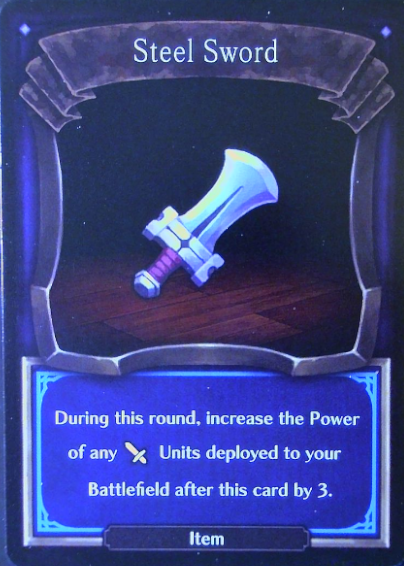 Steel Sword
During this round, increase the Power
of any Units deployed to your
Battlefield after this card by 3.
Item